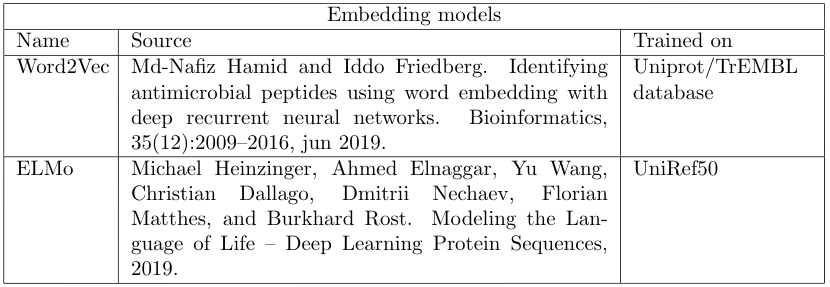 Embedding models
Name Source Trained on
Word2Vec Md-Nafiz Hamid and Iddo Friedberg. Identifying Uniprot/TrEMBL
antimicrobial peptides using word embedding with database
deep recurrent neural networks. Bioinformatics,
35(12):2009–2016, jun 2019.
ELMo Michael Heinzinger, Ahmed Elnaggar, Yu Wang, UniRef50
Christian Dallago, Dmitrii Nechaev, Florian
Matthes, and Burkhard Rost. Modeling the Lan-
guage of Life – Deep Learning Protein Sequences,
2019.